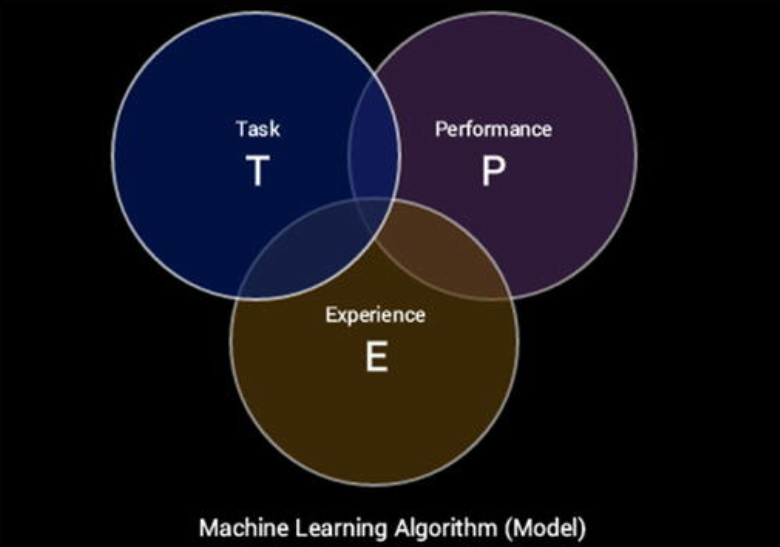 Task
T
Performance
P
Experience
E
Machine Learning Algorithm (Model)